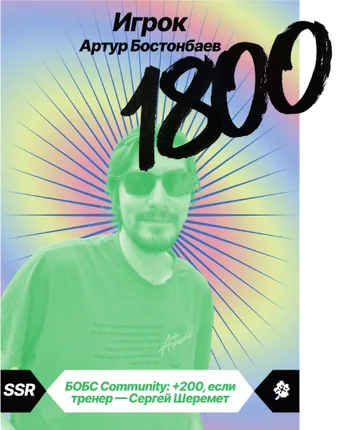 Игрок
Артур Бостонбаев
1800
SSR
БОБС Community: +200, если
тренер — Сергей Шеремет